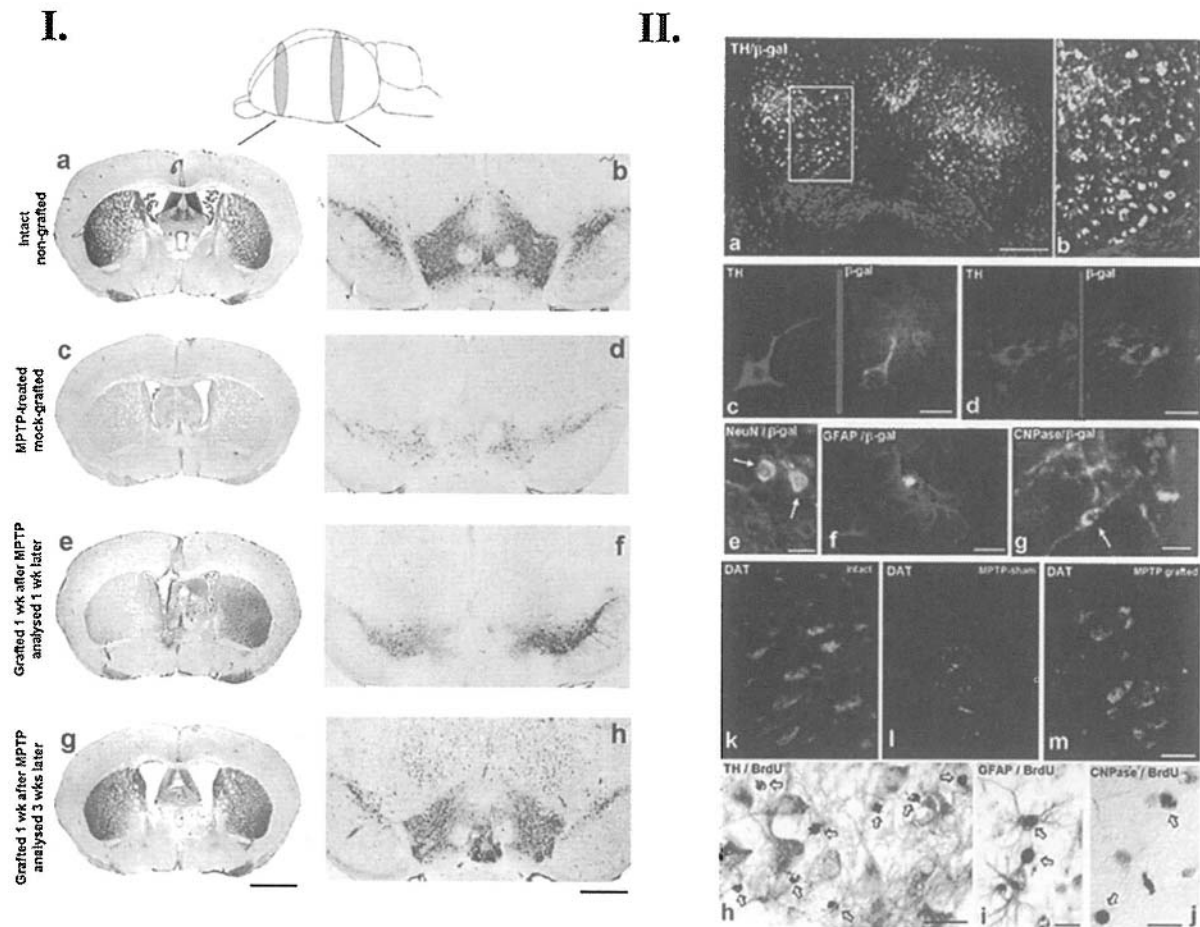 I.
a
b
Intact
non-grafted
c
d
MPTP-treated
mock-grafted
e
f
Grafted 1 wk after MPTP
analysed 1 wk later
g
h
Grafted 1 wk after MPTP
analysed 3 wks later
II.
TH/β-gal
a
b
TH
β-gal
TH
β-gal
c
d
NeuN / β-gal
GFAP / β-gal
CNPase/β-gal
e
f
g
DAT
intact
DAT
MPTP-sham
DAT
MPTP grafted
k
l
m
TH / BrdU
GFAP / BrdU
CNPase / BrdU
h
i
j